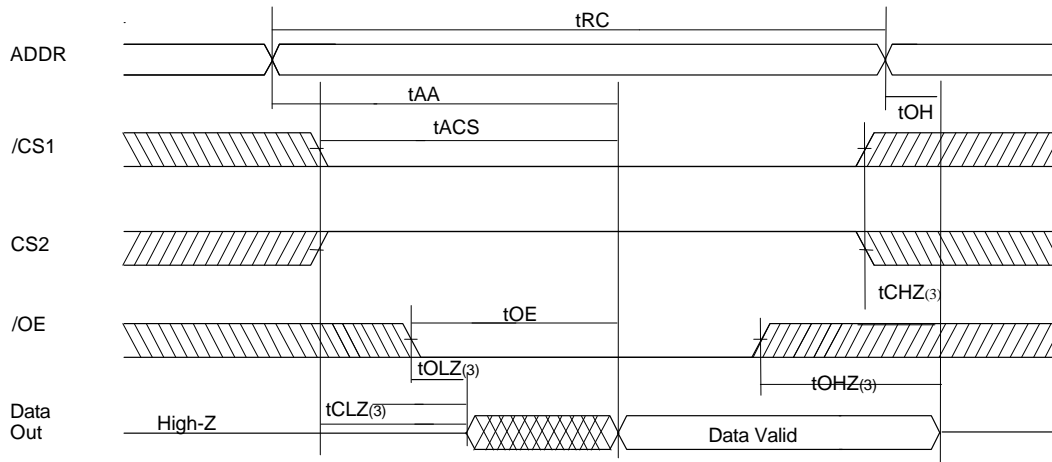 tRC
ADDR
tAA
tOH
tACS
/CS1
CS2
tCHZ(3)
/OE
tOE
tOLZ(3)
tOHZ(3)
tCLZ(3)
Data
Out
High-Z
Data Valid